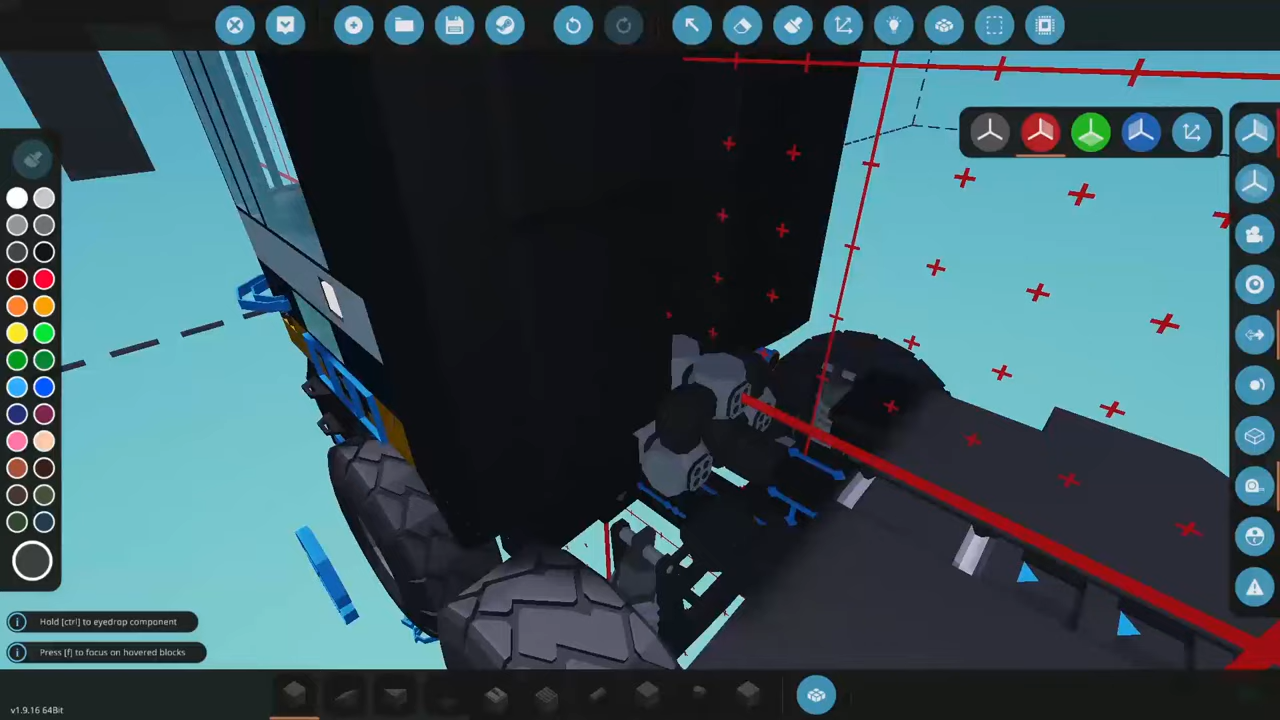 Hold [ctrl] to eyedrop component
Press [f] to focus on hovered blocks
v1.9.16 64Bit